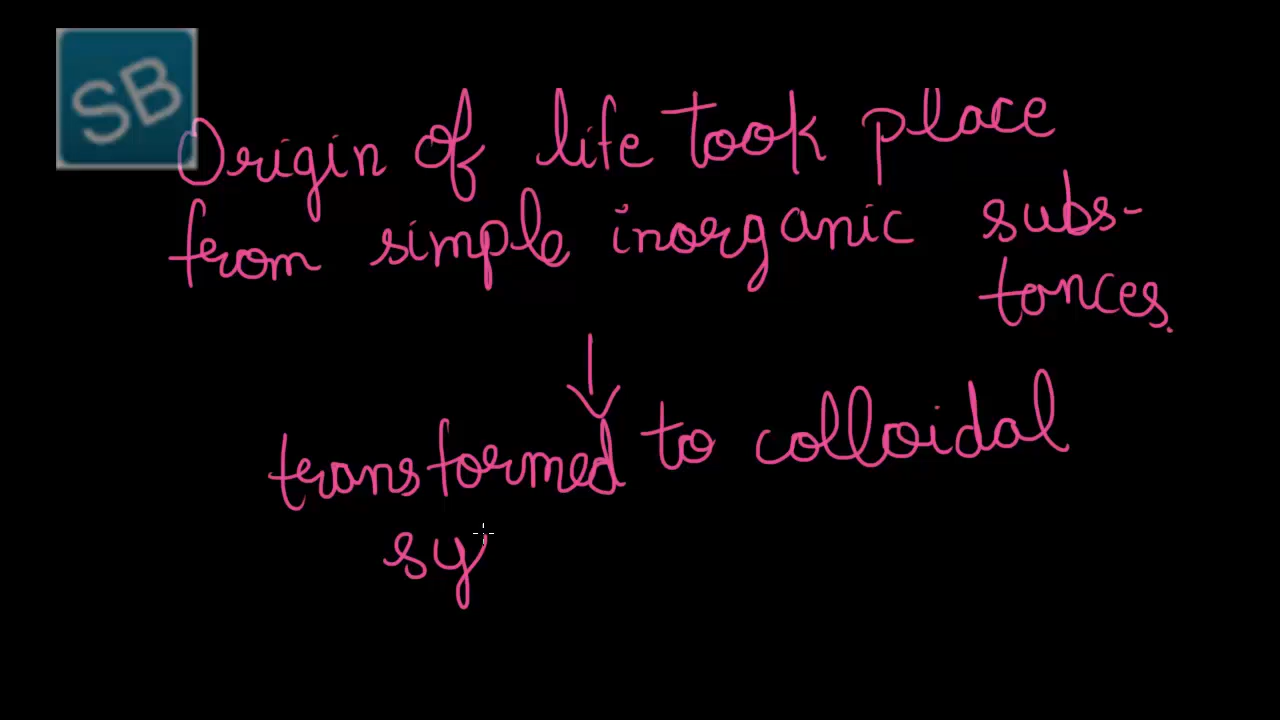 SB
Origin of life took place
from simple inorganic subs-
tances.
transformed to colloidal
sy